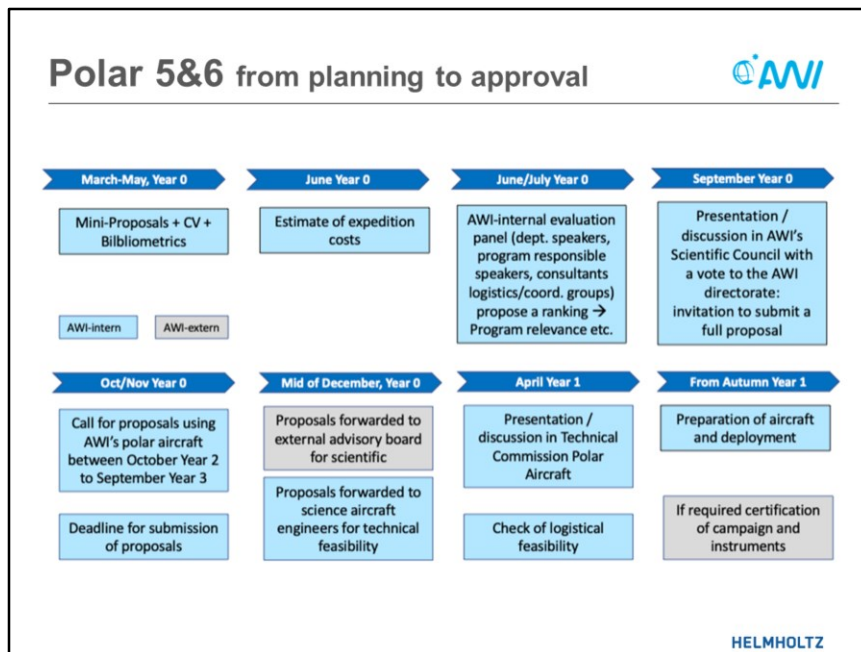 Polar 5&6 from planning to approval
AWI
March-May, Year 0
Mini-Proposals + CV +
Bilbliometrics
AWI-intern
AWI-extern
June Year 0
Estimate of expedition
costs
June/July Year 0
AWI-internal evaluation
panel (dept. speakers,
program responsible
speakers, consultants
logistics/coord. groups)
propose a ranking →
Program relevance etc.
September Year 0
Presentation /
discussion in AWI's
Scientific Council with
a vote to the AWI
directorate:
invitation to submit a
full proposal
Oct/Nov Year 0
Call for proposals using
AWI's polar aircraft
between October Year 2
to September Year 3
Deadline for submission
of proposals
Mid of December, Year 0
Proposals forwarded to
external advisory board
for scientific
Proposals forwarded to
science aircraft
engineers for technical
feasibility
April Year 1
Presentation /
discussion in Technical
Commission Polar
Aircraft
Check of logistical
feasibility
From Autumn Year 1
Preparation of aircraft
and deployment
If required certification
of campaign and
instruments
HELMHOLTZ